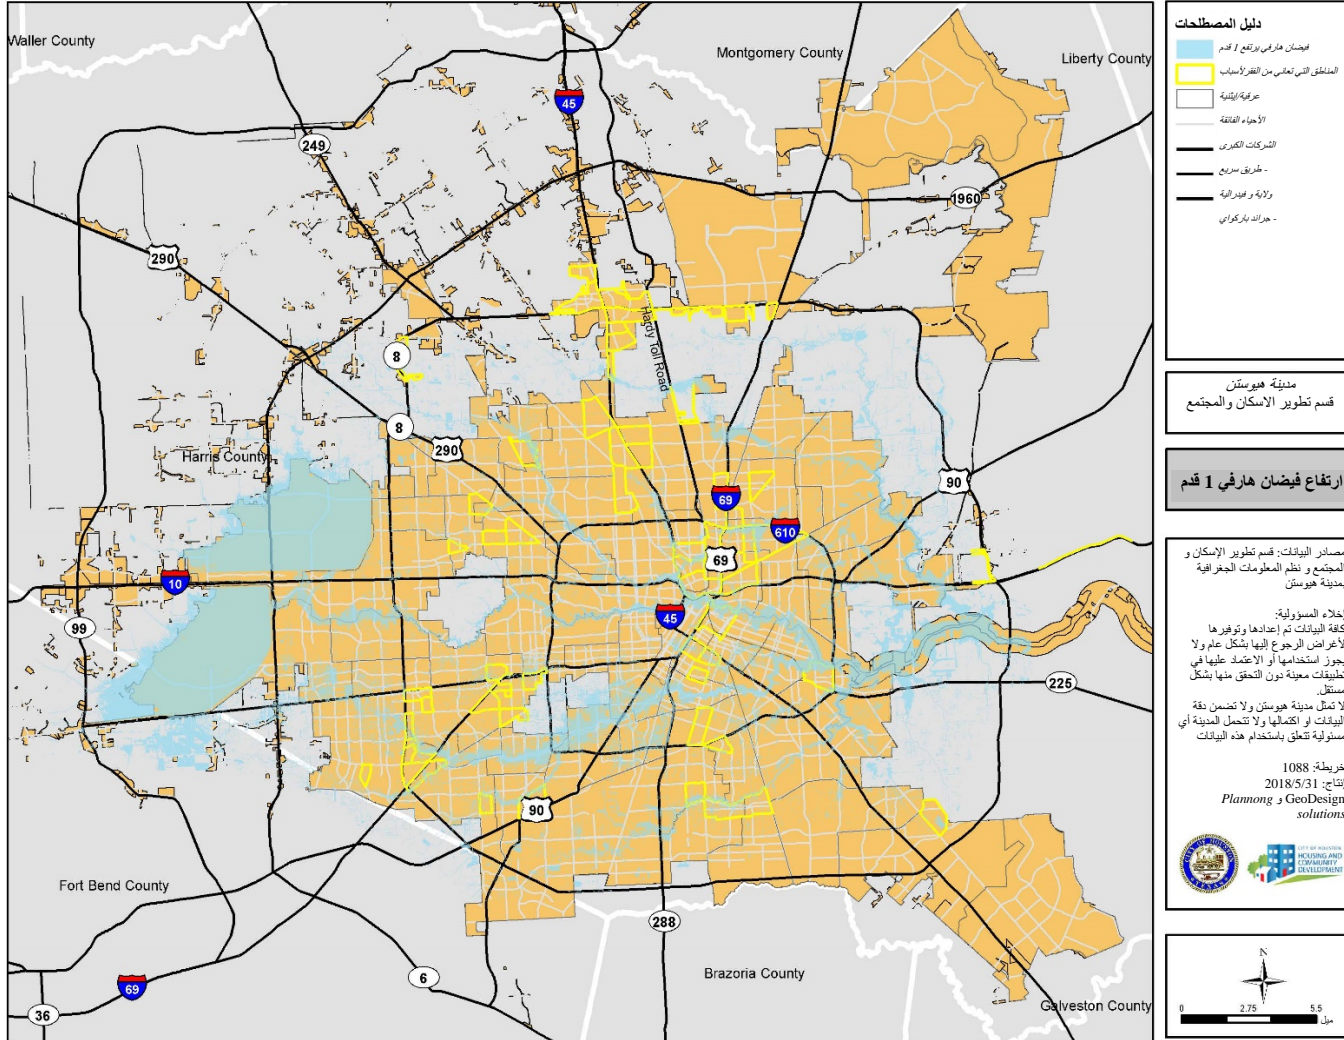 Waller County
Montgomery County
Liberty County
45
249
1960
290
Hardy Toll Road
8
8
290
Harris County
90
69
610
69
10
45
99
225
90
Fort Bend County
288
Brazoria County
6
69
Galveston County
36
دليل المصطلحات
فيضان هارفي يرتفع 1 قدم
المناطق التي تعاني من الفقر لأسباب
عرقية/إيثنية
الأحياء الفائقة
الشركات الكبرى
- طريق سريع
ولاية و فيدرالية
- جراند باركواي
مدينة هيوستن
قسم تطوير الاسكان والمجتمع
ارتفاع فيضان هارفي 1 قدم
مصادر البيانات: قسم تطوير الإسكان و
المجتمع و نظم المعلومات الجغرافية
بمدينة هيوستن
إخلاء المسؤولية:
كافة البيانات تم إعدادها وتوفيرها
لأغراض الرجوع إليها بشكل عام ولا
يجوز استخدامها أو الاعتماد عليها في
تطبيقات معينة دون التحقق منها بشكل
مستقل.
لا تمثل مدينة هيوستن ولا تضمن دقة
البيانات او اكتمالها ولا تتحمل المدينة أي
مسئولية تتعلق باستخدام هذه البيانات
خريطة: 1088
إنتاج: 2018/5/31
GeoDesign و Plannong
solutions
CITY OF HOUSTON
HOUSING AND
COMMUNITY
DEVELOPMENT
N
0 2.75 5.5
ميل